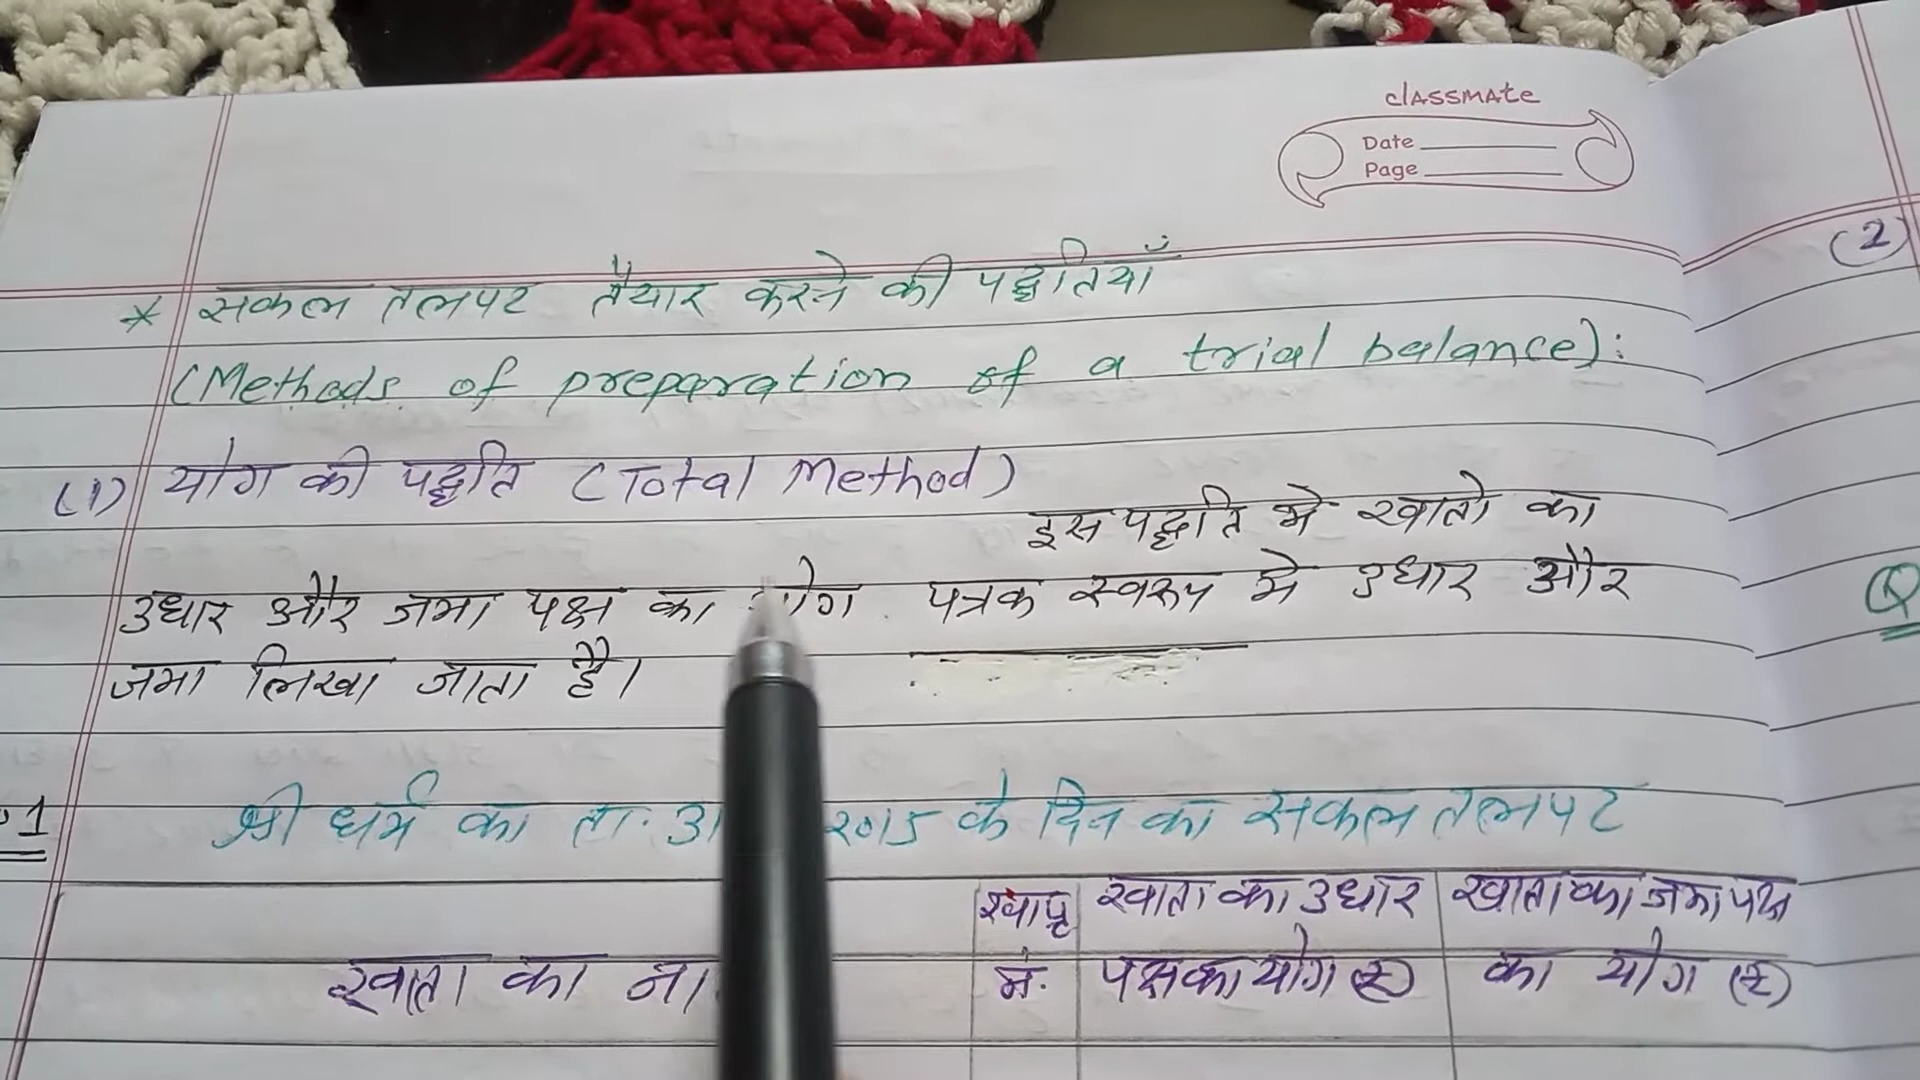 classmate
Date
Page
(2)
* सकल तलपट तैयार करने की पद्धतियाँ
(Methods of preparation of a trial balance):
(1) योग की पद्धति (Total Method)
इस पद्धति मे खातो का
उधार और जमा पक्ष का योग पत्रक स्वरूप मे उधार और
जमा लिखा जाता है।
Q
1 श्री धर्म का ता. 31 2015 के दिन का सकल तलपट
खापृ खाता का उधार खाता का जमा पक्ष
खाता का नं. पक्ष का योग (₹) का योग (₹)